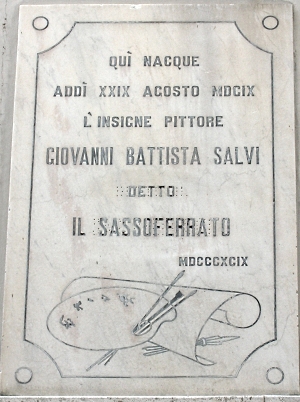 QUÌ NACQUE
ADDÌ XXIX AGOSTO MDCIX
L'INSIGNE PITTORE
GIOVANNI BATTISTA SALVI
DETTO
IL SASSOFERRATO
MDCCCXCIX